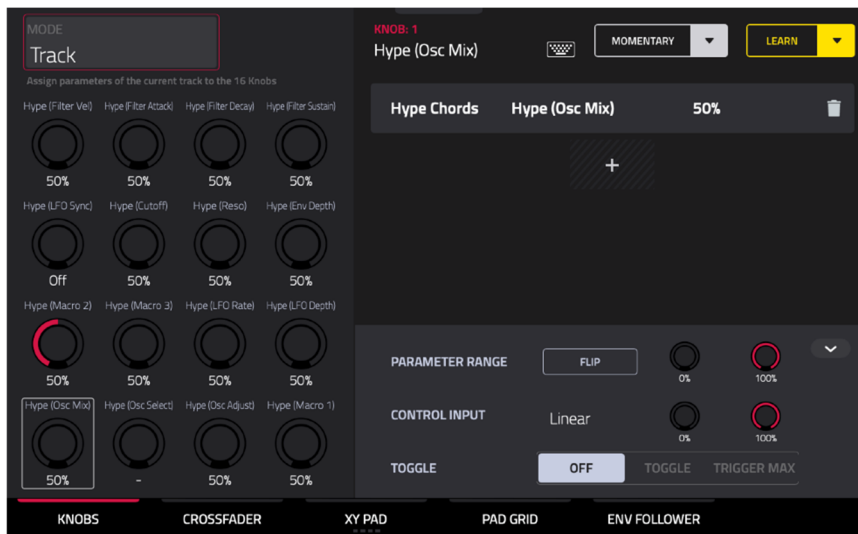 MODE
Track
Assign parameters of the current track to the 16 Knobs
Hype (Filter Vel) Hype (Filter Attack) Hype (Filter Decay) Hype (Filter Sustain)
50% 50% 50% 50%
Hype (LFO Sync) Hype (Cutoff) Hype (Reso) Hype (Env Depth)
Off 50% 50% 50%
Hype (Macro 2) Hype (Macro 3) Hype (LFO Rate) Hype (LFO Depth)
50% 50% 50% 50%
Hype (Osc Mix) Hype (Osc Select) Hype (Osc Adjust) Hype (Macro 1)
50% - 50% 50%
KNOB: 1
Hype (Osc Mix)
MOMENTARY
LEARN
Hype Chords Hype (Osc Mix) 50%
+
PARAMETER RANGE FLIP 0% 100%
CONTROL INPUT Linear 0% 100%
TOGGLE OFF TOGGLE TRIGGER MAX
KNOBS CROSSFADER XY PAD PAD GRID ENV FOLLOWER